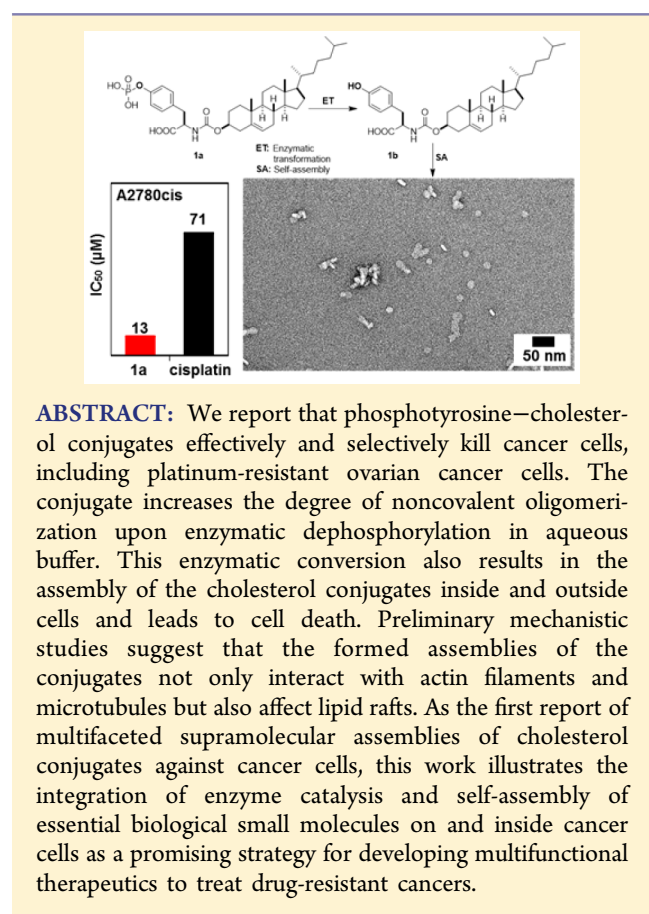 HO
O
P
O
OH
HOOC
N
H
O
O
H
H
H
1a
ET
HO
HOOC
N
H
O
O
H
H
H
1b
ET: Enzymatic
transformation
SA: Self-assembly
SA
A2780cis
IC50 (μM)
71
13
1a cisplatin
50 nm
ABSTRACT: We report that phosphotyrosine−cholester-
ol conjugates effectively and selectively kill cancer cells,
including platinum-resistant ovarian cancer cells. The
conjugate increases the degree of noncovalent oligomeri-
zation upon enzymatic dephosphorylation in aqueous
buffer. This enzymatic conversion also results in the
assembly of the cholesterol conjugates inside and outside
cells and leads to cell death. Preliminary mechanistic
studies suggest that the formed assemblies of the
conjugates not only interact with actin filaments and
microtubules but also affect lipid rafts. As the first report of
multifaceted supramolecular assemblies of cholesterol
conjugates against cancer cells, this work illustrates the
integration of enzyme catalysis and self-assembly of
essential biological small molecules on and inside cancer
cells as a promising strategy for developing multifunctional
therapeutics to treat drug-resistant cancers.